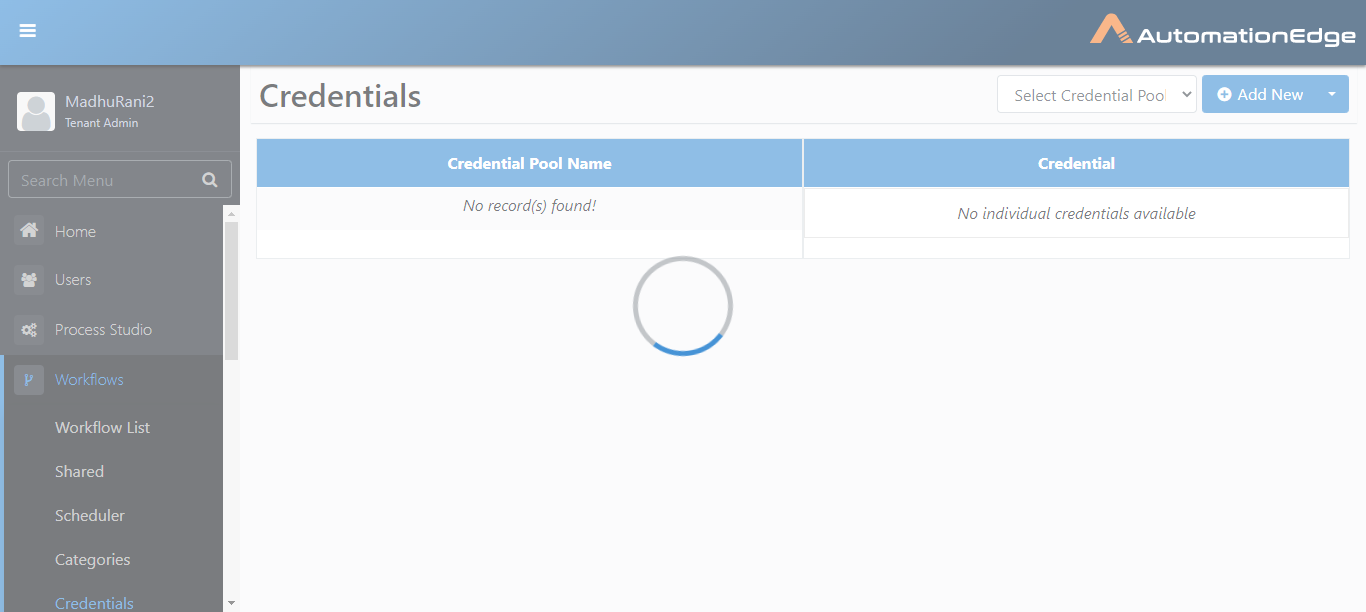 AutomationEdge
MadhuRani2
Tenant Admin
Search Menu
Home
Users
Process Studio
Workflows
Workflow List
Shared
Scheduler
Categories
Credentials
Credentials
Select Credential Pool
Add New
Credential Pool Name
Credential
No record(s) found!
No individual credentials available